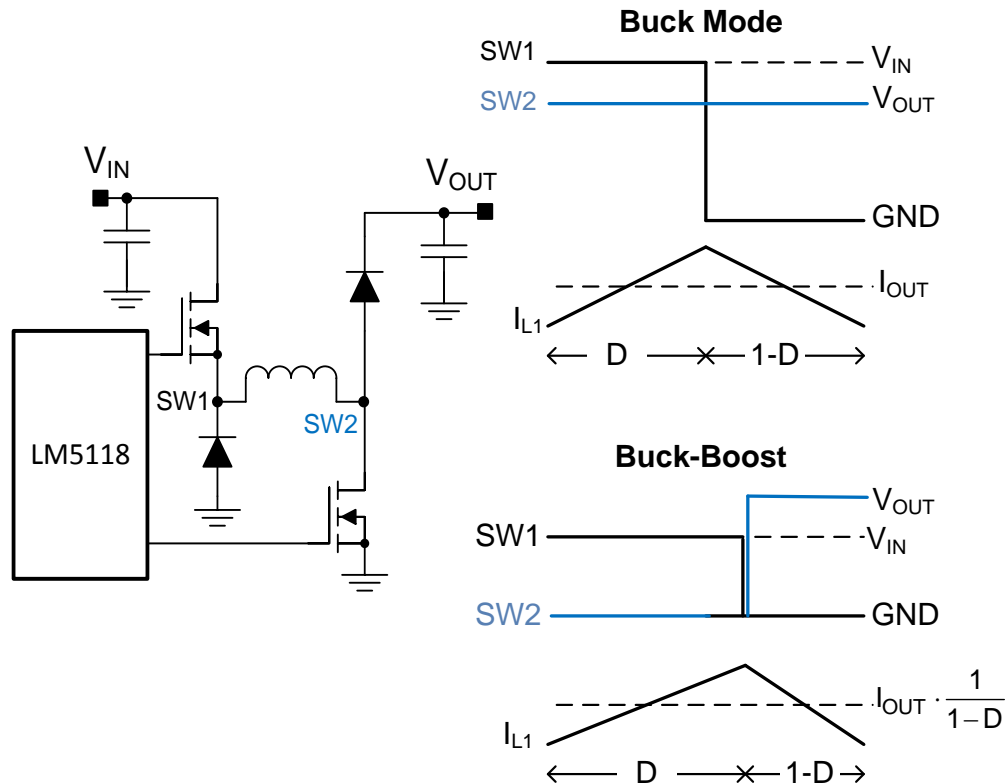 Buck Mode
SW1
V_IN
SW2
V_OUT
GND
I_OUT
I_L1
D
1-D
V_IN
V_OUT
LM5118
SW1
SW2
Buck-Boost
V_OUT
SW1
V_IN
SW2
GND
I_OUT · 1/(1−D)
I_L1
D
1-D